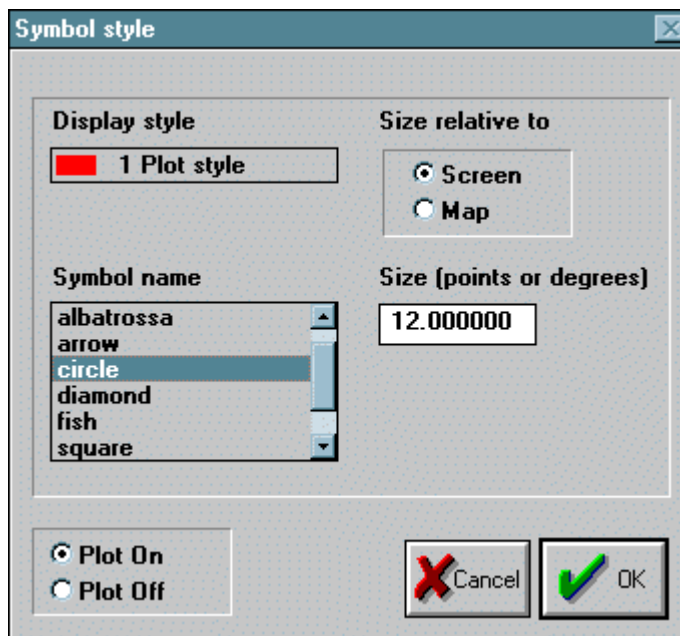 Symbol style
Display style
1 Plot style
Size relative to
Screen
Map
Symbol name
albatrossa
arrow
circle
diamond
fish
square
Size (points or degrees)
12.000000
Plot On
Plot Off
Cancel
OK